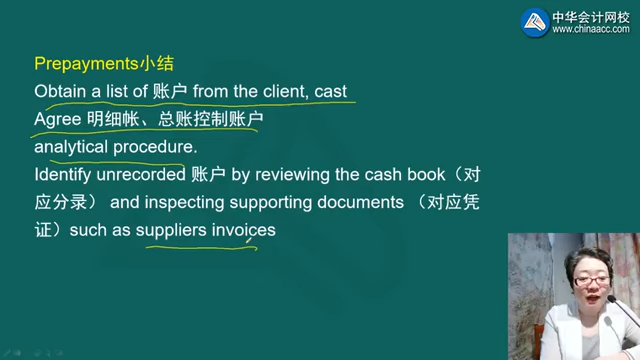 中华会计网校
www.chinaacc.com
Prepayments小结
Obtain a list of 账户 from the client, cast
Agree 明细帐、总账控制账户
analytical procedure.
Identify unrecorded 账户 by reviewing the cash book（对
应分录） and inspecting supporting documents （对应凭
证）such as suppliers invoices